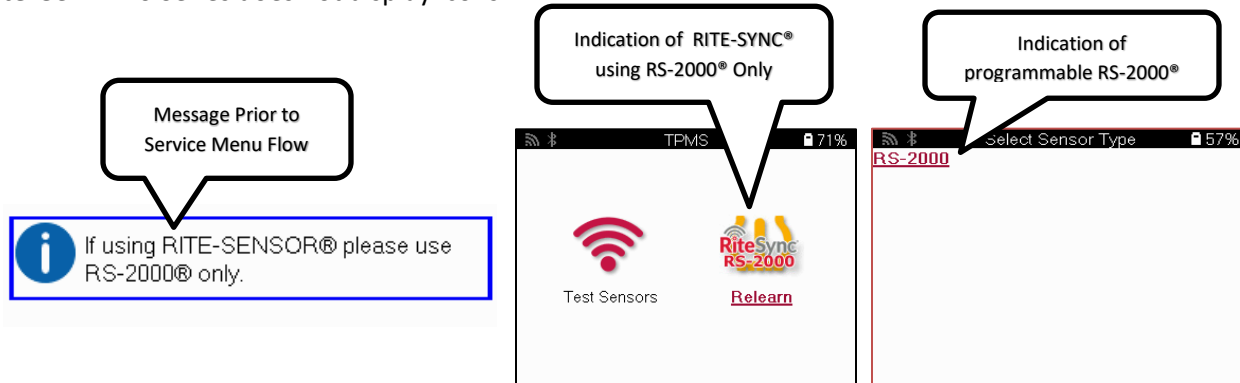 Indication of RITE-SYNC®
using RS-2000® Only
Indication of
programmable RS-2000®
Message Prior to
Service Menu Flow
If using RITE-SENSOR® please use
RS-2000® only.
TPMS
71%
RiteSync
RS-2000
Test Sensors
Relearn
Select Sensor Type
57%
RS-2000